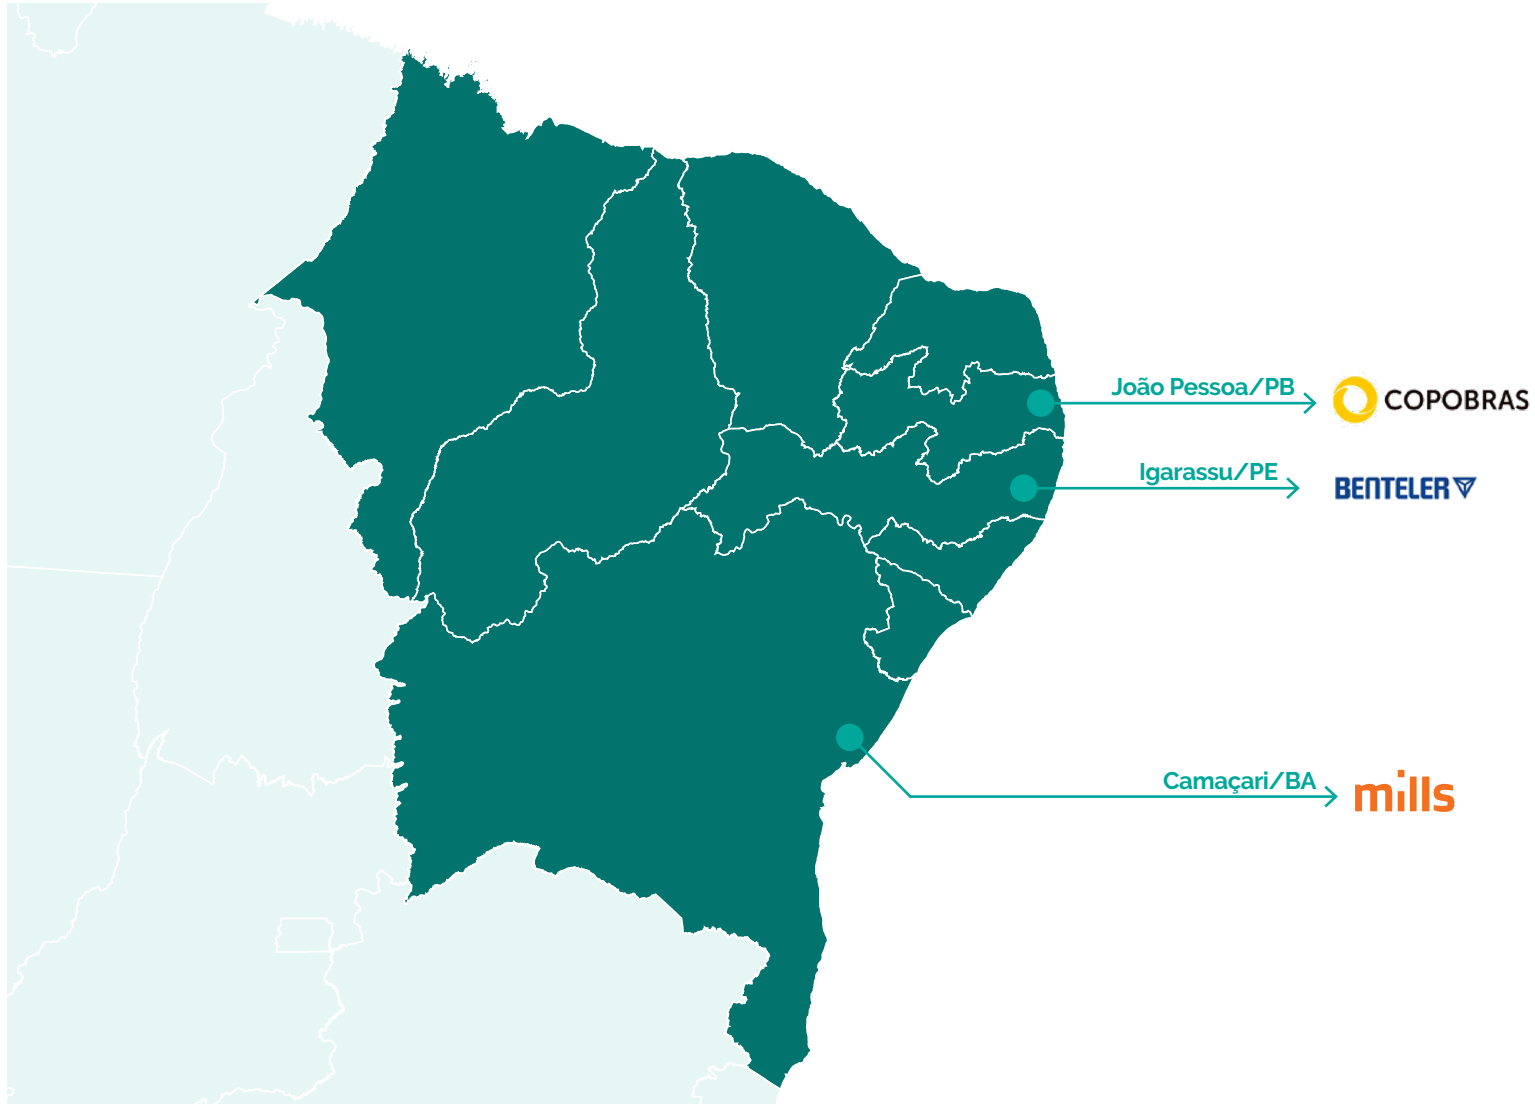 João Pessoa/PB
COPOBRAS
Igarassu/PE
BENTELER
Camaçari/BA
mills